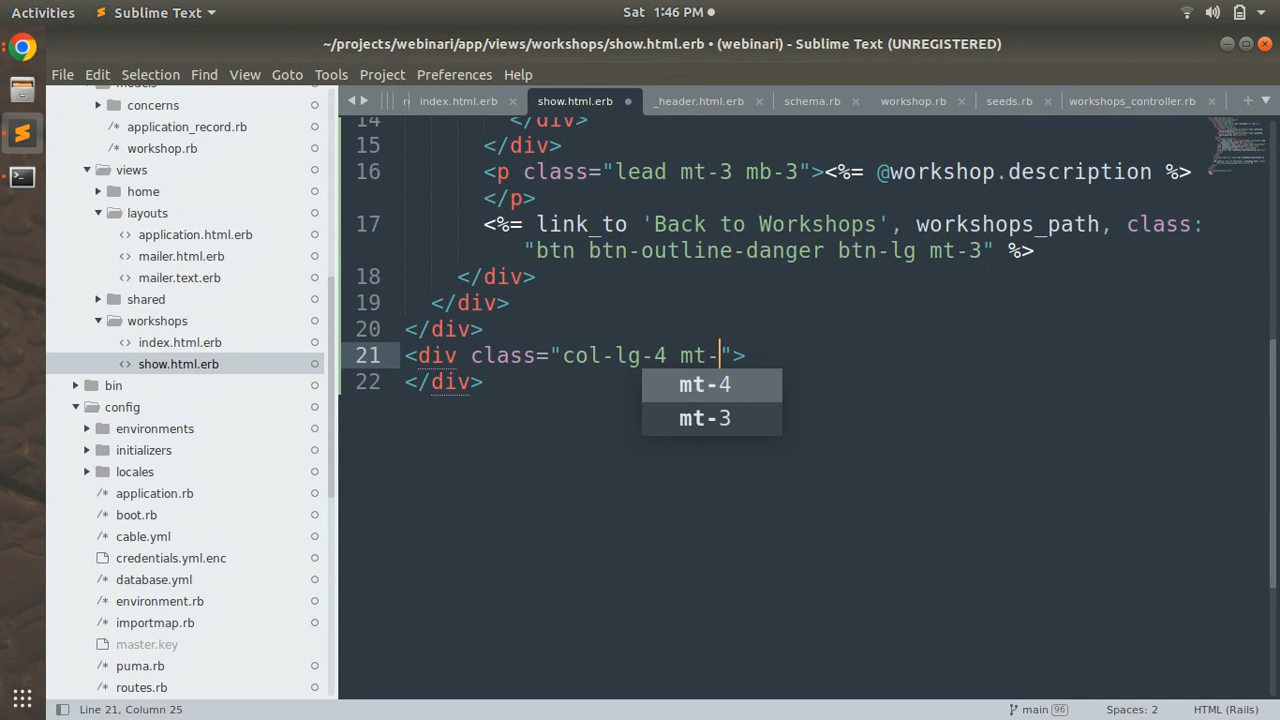 Activities
Sublime Text
Sat 1:46 PM
~/projects/webinari/app/views/workshops/show.html.erb • (webinari) - Sublime Text (UNREGISTERED)
File Edit Selection Find View Goto Tools Project Preferences Help
index.html.erb
show.html.erb
_header.html.erb
schema.rb
workshop.rb
seeds.rb
workshops_controller.rb
models
concerns
/* application_record.rb
/* workshop.rb
views
home
layouts
<> application.html.erb
<> mailer.html.erb
<> mailer.text.erb
shared
workshops
<> index.html.erb
<> show.html.erb
bin
config
environments
initializers
locales
/* application.rb
/* boot.rb
/* cable.yml
credentials.yml.enc
/* database.yml
/* environment.rb
/* importmap.rb
master.key
/* puma.rb
/* routes.rb
14 </div>
15 </div>
16 <p class="lead mt-3 mb-3"><%= @workshop.description %>
</p>
17 <%= link_to 'Back to Workshops', workshops_path, class:
"btn btn-outline-danger btn-lg mt-3" %>
18 </div>
19 </div>
20 </div>
21 <div class="col-lg-4 mt-">
22 </div>
mt-4
mt-3
Line 21, Column 25
main 96
Spaces: 2
HTML (Rails)